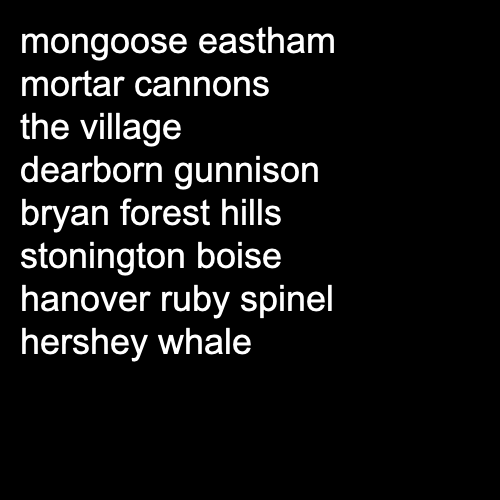 mongoose eastham
mortar cannons
the village
dearborn gunnison
bryan forest hills
stonington boise
hanover ruby spinel
hershey whale